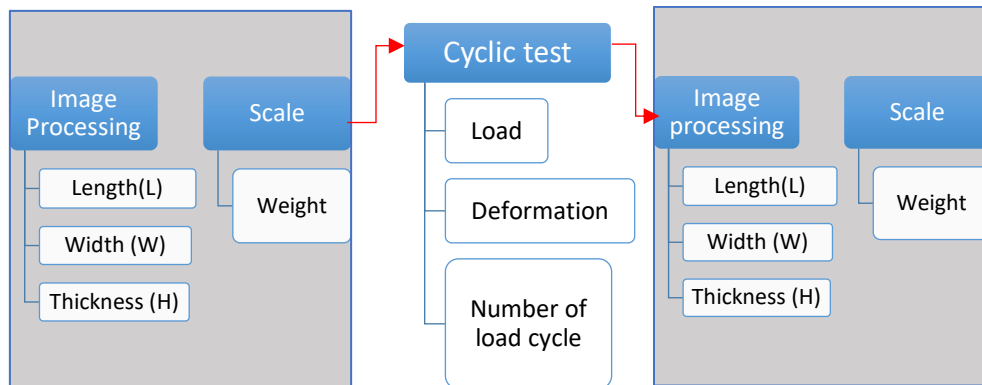 Image
Processing
Length(L)
Width (W)
Thickness (H)
Scale
Weight
Cyclic test
Load
Deformation
Number of
load cycle
Image
processing
Length(L)
Width (W)
Thickness (H)
Scale
Weight